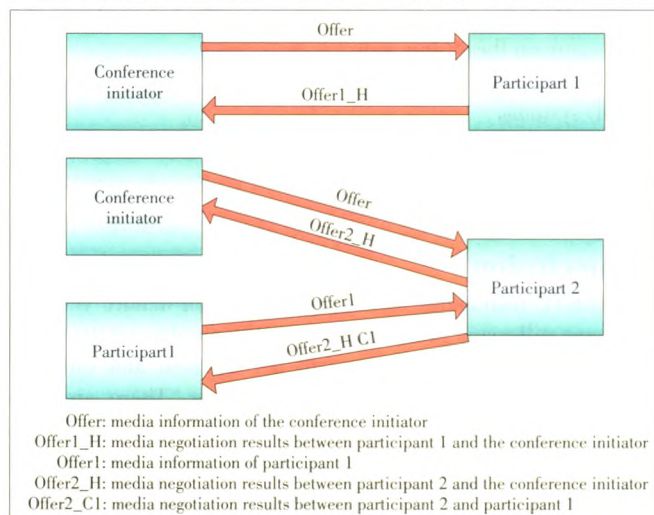 Offer
Conference
initiator
Participart 1
Offer1_H
Conference
initiator
Offer
Offer2_H
Participart 2
Offer1
Participart1
Offer2_H C1
Offer: media information of the conference initiator
Offer1_H: media negotiation results between participant 1 and the conference initiator
Offer1: media information of participant 1
Offer2_H: media negotiation results between participant 2 and the conference initiator
Offer2_C1: media negotiation results between participant 2 and participant 1